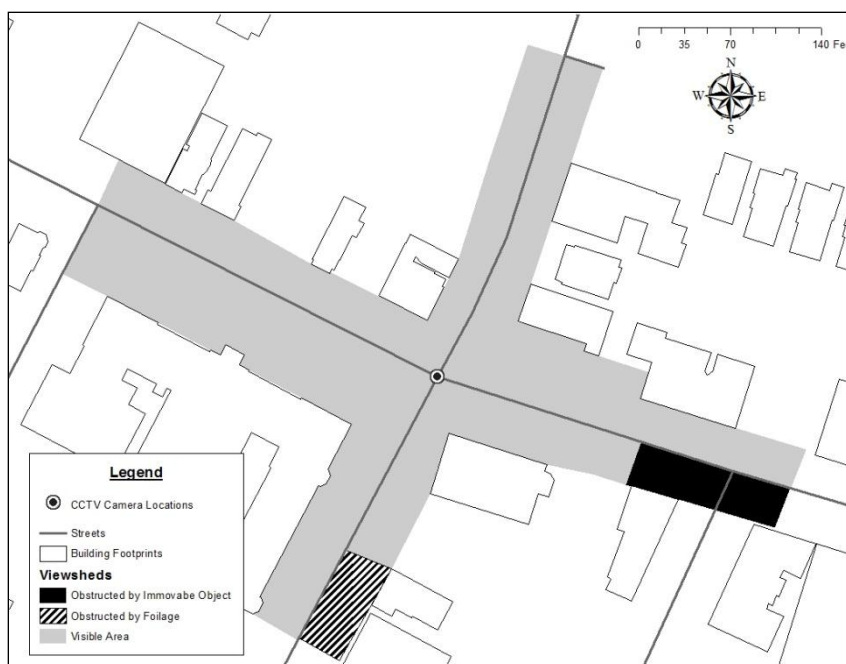 0 35 70 140 Fe
N
W E
S
Legend
CCTV Camera Locations
Streets
Building Footprints
Viewsheds
Obstructed by Immovabe Object
Obstructed by Foilage
Visible Area